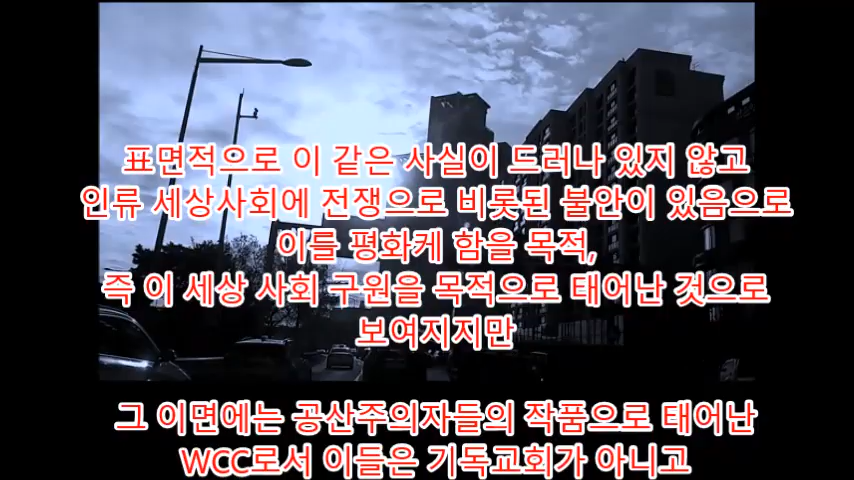 표면적으로 이 같은 사실이 드러나 있지 않고
인류 세상사회에 전쟁으로 비롯된 불안이 있음으로
이를 평화케 함을 목적,
즉 이 세상 사회 구원을 목적으로 태어난 것으로
보여지지만
그 이면에는 공산주의자들의 작품으로 태어난
WCC로서 이들은 기독교회가 아니고